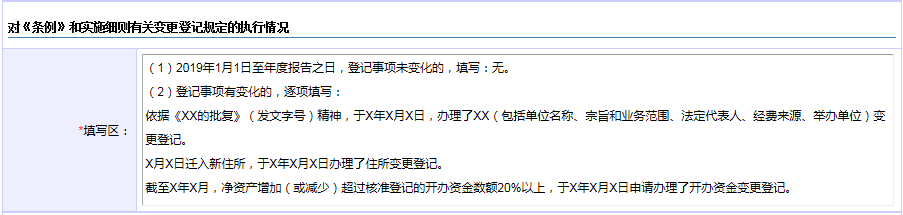 对《条例》和实施细则有关变更登记规定的执行情况
*填写区：
（1）2019年1月1日至年度报告之日，登记事项未变化的，填写：无。
（2）登记事项有变化的，逐项填写：
依据《XX的批复》（发文字号）精神，于X年X月X日，办理了XX（包括单位名称、宗旨和业务范围、法定代表人、经费来源、举办单位）变
更登记。
X月X日迁入新住所，于X年X月X日办理了住所变更登记。
截至X年X月，净资产增加（或减少）超过核准登记的开办资金数额20%以上，于X年X月X日申请办理了开办资金变更登记。